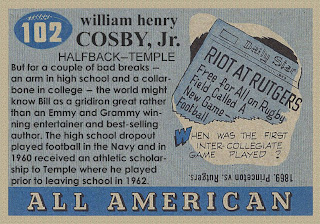 102
william henry
COSBY, Jr.
HALFBACK–TEMPLE
But for a couple of bad breaks –
an arm in high school and a collar-
bone in college – the world might
know Bill as a gridiron great rather
than an Emmy and Grammy win-
ning entertainer and best-selling
author. The high school dropout
played football in the Navy and in
1960 received an athletic scholar-
ship to Temple where he played
prior to leaving school in 1962.
Daily Star
RIOT AT RUTGERS
Free for All on Rugby
Field Called A
New Game–
Football
WHEN WAS THE FIRST
INTER-COLLEGIATE
GAME PLAYED?
1869. Princeton vs. Rutgers.
ALL AMERICAN